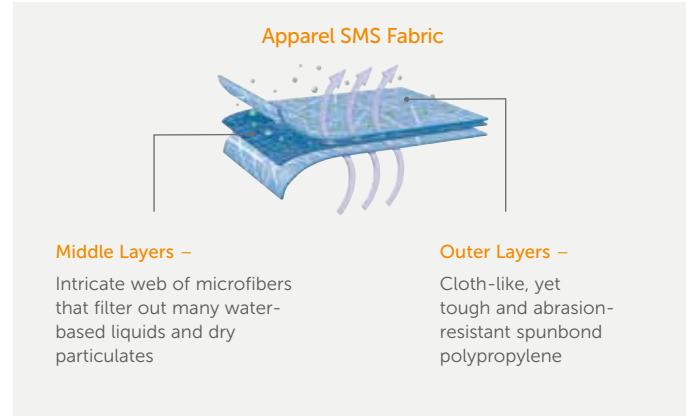 Apparel SMS Fabric
Middle Layers –
Intricate web of microfibers
that filter out many water-
based liquids and dry
particulates
Outer Layers –
Cloth-like, yet
tough and abrasion-
resistant spunbond
polypropylene